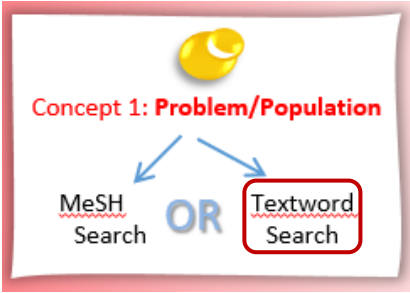 Concept 1: Problem/Population
MeSH
Search
OR
Textword
Search